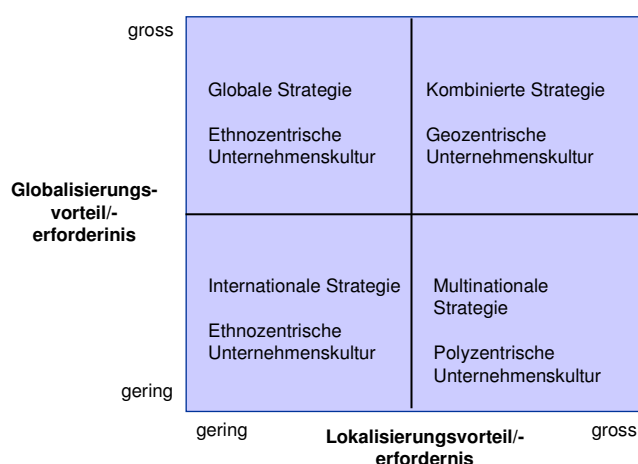 gross
Globale Strategie
Ethnozentrische
Unternehmenskultur
Kombinierte Strategie
Geozentrische
Unternehmenskultur
Globalisierungs-
vorteil/-
erforderinis
Internationale Strategie
Ethnozentrische
Unternehmenskultur
Multinationale
Strategie
Polyzentrische
Unternehmenskultur
gering
gering
Lokalisierungsvorteil/-
erfordernis
gross